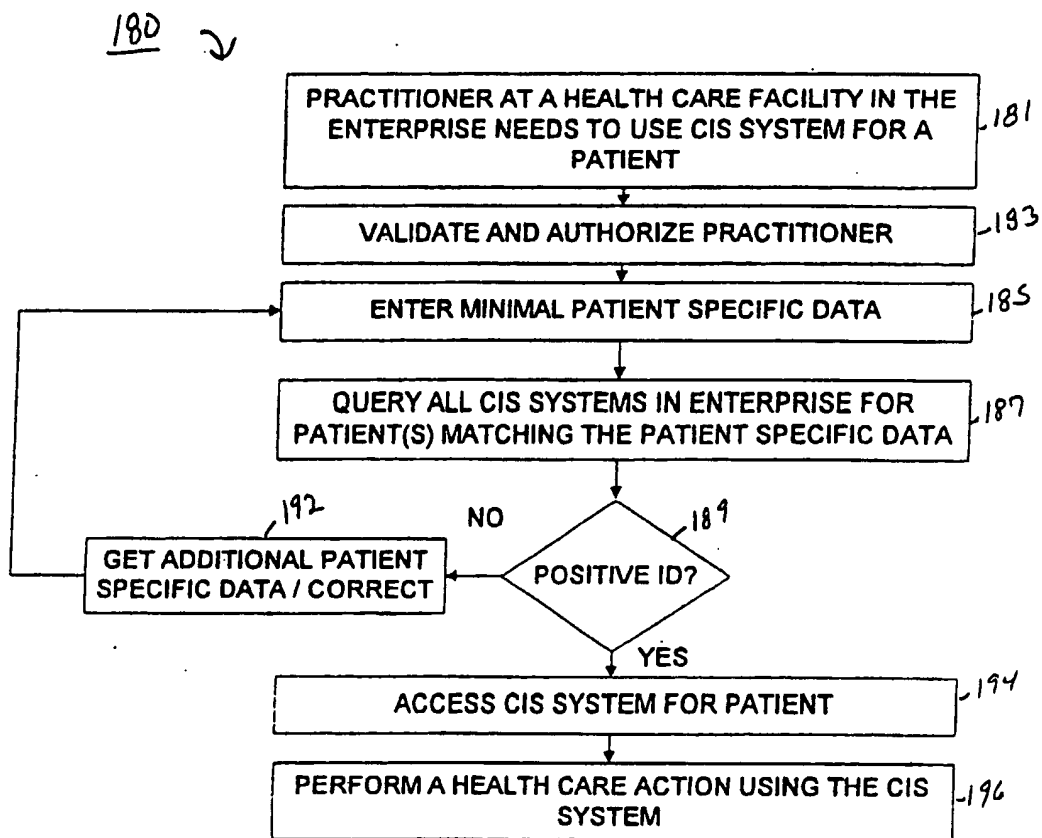 180
PRACTITIONER AT A HEALTH CARE FACILITY IN THE
ENTERPRISE NEEDS TO USE CIS SYSTEM FOR A
PATIENT
181
VALIDATE AND AUTHORIZE PRACTITIONER
183
ENTER MINIMAL PATIENT SPECIFIC DATA
185
QUERY ALL CIS SYSTEMS IN ENTERPRISE FOR
PATIENT(S) MATCHING THE PATIENT SPECIFIC DATA
187
192
NO
189
GET ADDITIONAL PATIENT
SPECIFIC DATA / CORRECT
POSITIVE ID?
YES
ACCESS CIS SYSTEM FOR PATIENT
194
PERFORM A HEALTH CARE ACTION USING THE CIS
SYSTEM
196